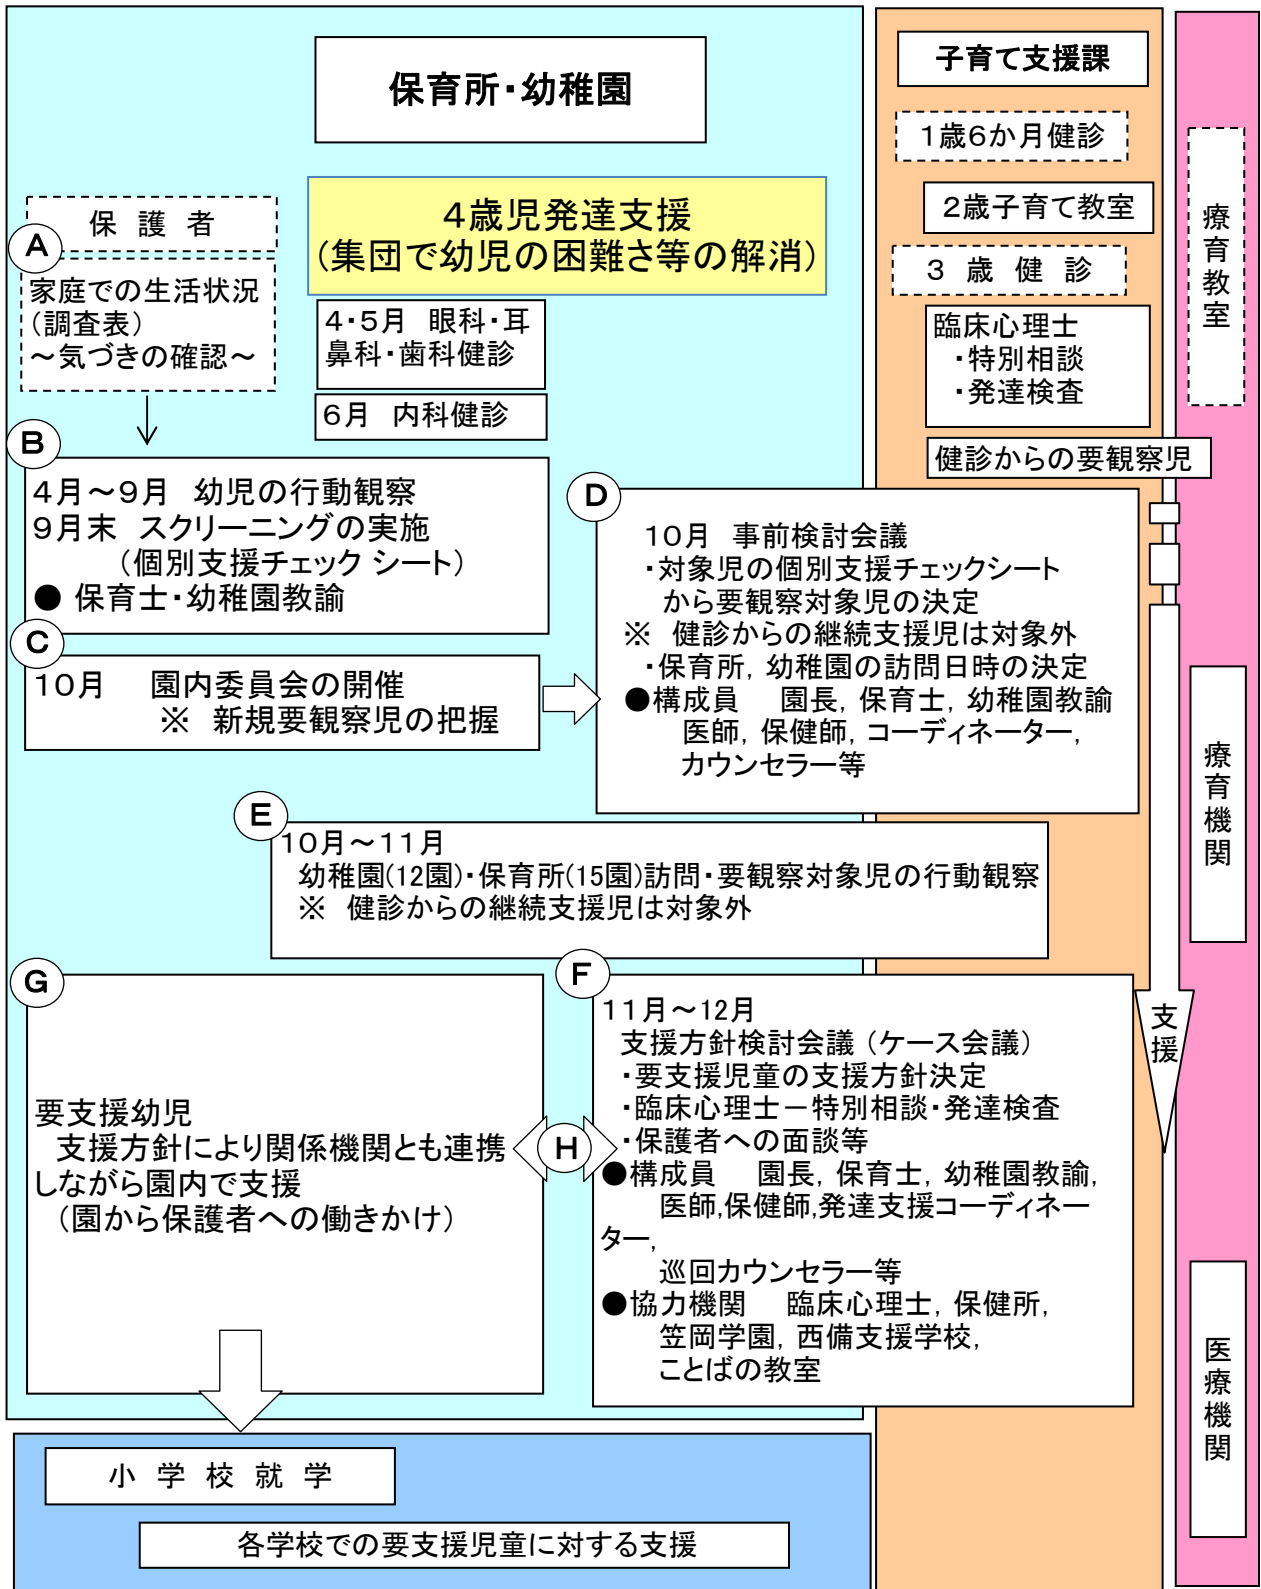 保育所・幼稚園
4歳児発達支援
(集団で幼児の困難さ等の解消)
4・5月　眼科・耳
鼻科・歯科健診
6月　内科健診
保　護　者
A
家庭での生活状況
(調査表)
～気づきの確認～
B
4月～9月　幼児の行動観察
9月末　スクリーニングの実施
(個別支援チェック シート)
● 保育士・幼稚園教諭
C
10月　園内委員会の開催
※　新規要観察児の把握
D
10月　事前検討会議
・対象児の個別支援チェックシート
から要観察対象児の決定
※　健診からの継続支援児は対象外
・保育所，幼稚園の訪問日時の決定
●構成員　園長，保育士，幼稚園教諭
医師，保健師，コーディネーター，
カウンセラー等
E
10月～11月
幼稚園(12園)・保育所(15園)訪問・要観察対象児の行動観察
※　健診からの継続支援児は対象外
F
11月～12月
支援方針検討会議（ケース会議）
・要支援児童の支援方針決定
・臨床心理士－特別相談・発達検査
・保護者への面談等
●構成員　園長，保育士，幼稚園教諭，
医師,保健師,発達支援コーディネー
ター，
巡回カウンセラー等
●協力機関　臨床心理士，保健所，
笠岡学園，西備支援学校，
ことばの教室
G
要支援幼児
支援方針により関係機関とも連携
しながら園内で支援
（園から保護者への働きかけ）
H
小　学　校　就　学
各学校での要支援児童に対する支援
子育て支援課
1歳6か月健診
2歳子育て教室
3　歳　健　診
臨床心理士
・特別相談
・発達検査
健診からの要観察児
支援
療育教室
療育機関
医療機関